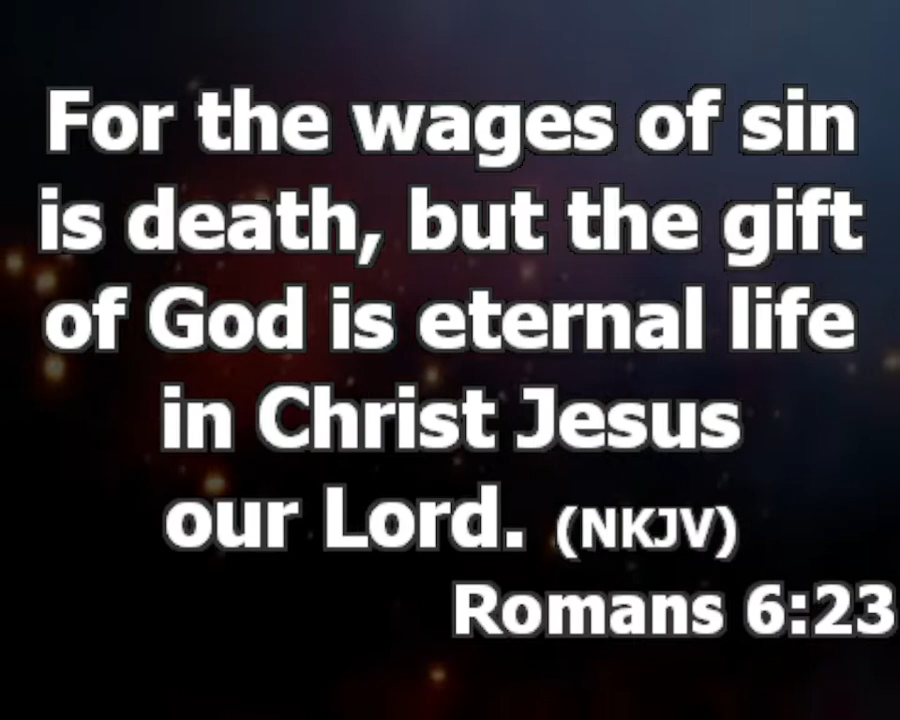 For the wages of sin
is death, but the gift
of God is eternal life
in Christ Jesus
our Lord. (NKJV)
Romans 6:23